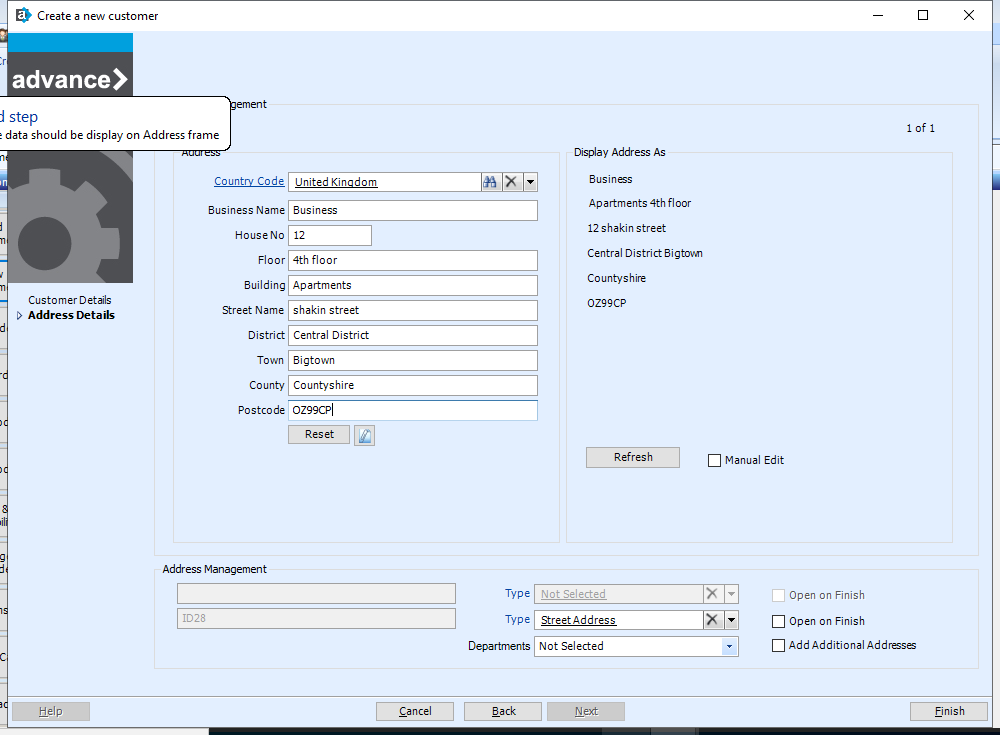 Create a new customer
advance
d step
e data should be display on Address frame
gement
1 of 1
Address
Country Code United Kingdom
Business Name Business
House No 12
Floor 4th floor
Building Apartments
Street Name shakin street
District Central District
Town Bigtown
County Countyshire
Postcode OZ99CP
Reset
Display Address As
Business
Apartments 4th floor
12 shakin street
Central District Bigtown
Countyshire
OZ99CP
Refresh
Manual Edit
Customer Details
Address Details
Address Management
Type Not Selected Open on Finish
ID28 Type Street Address Open on Finish
Departments Not Selected Add Additional Addresses
Help Cancel Back Next Finish